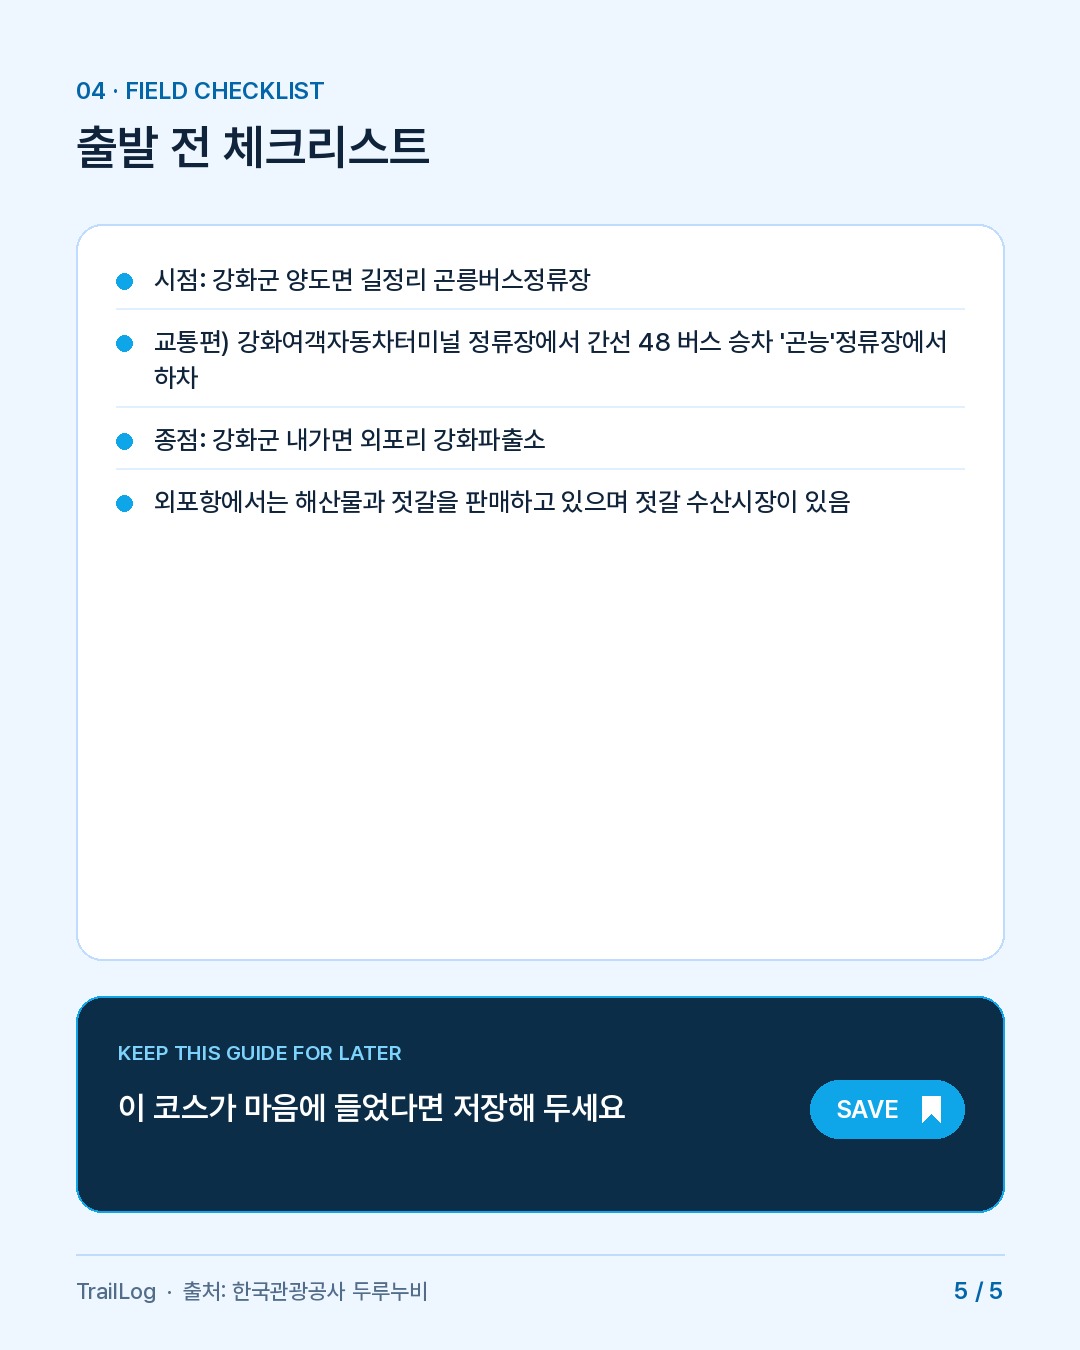 04 · FIELD CHECKLIST
출발 전 체크리스트
시점: 강화군 양도면 길정리 곤릉버스정류장
교통편) 강화여객자동차터미널 정류장에서 간선 48 버스 승차 '곤능'정류장에서
하차
종점: 강화군 내가면 외포리 강화파출소
외포항에서는 해산물과 젓갈을 판매하고 있으며 젓갈 수산시장이 있음
KEEP THIS GUIDE FOR LATER
이 코스가 마음에 들었다면 저장해 두세요
SAVE
TrailLog · 출처: 한국관광공사 두루누비
5 / 5